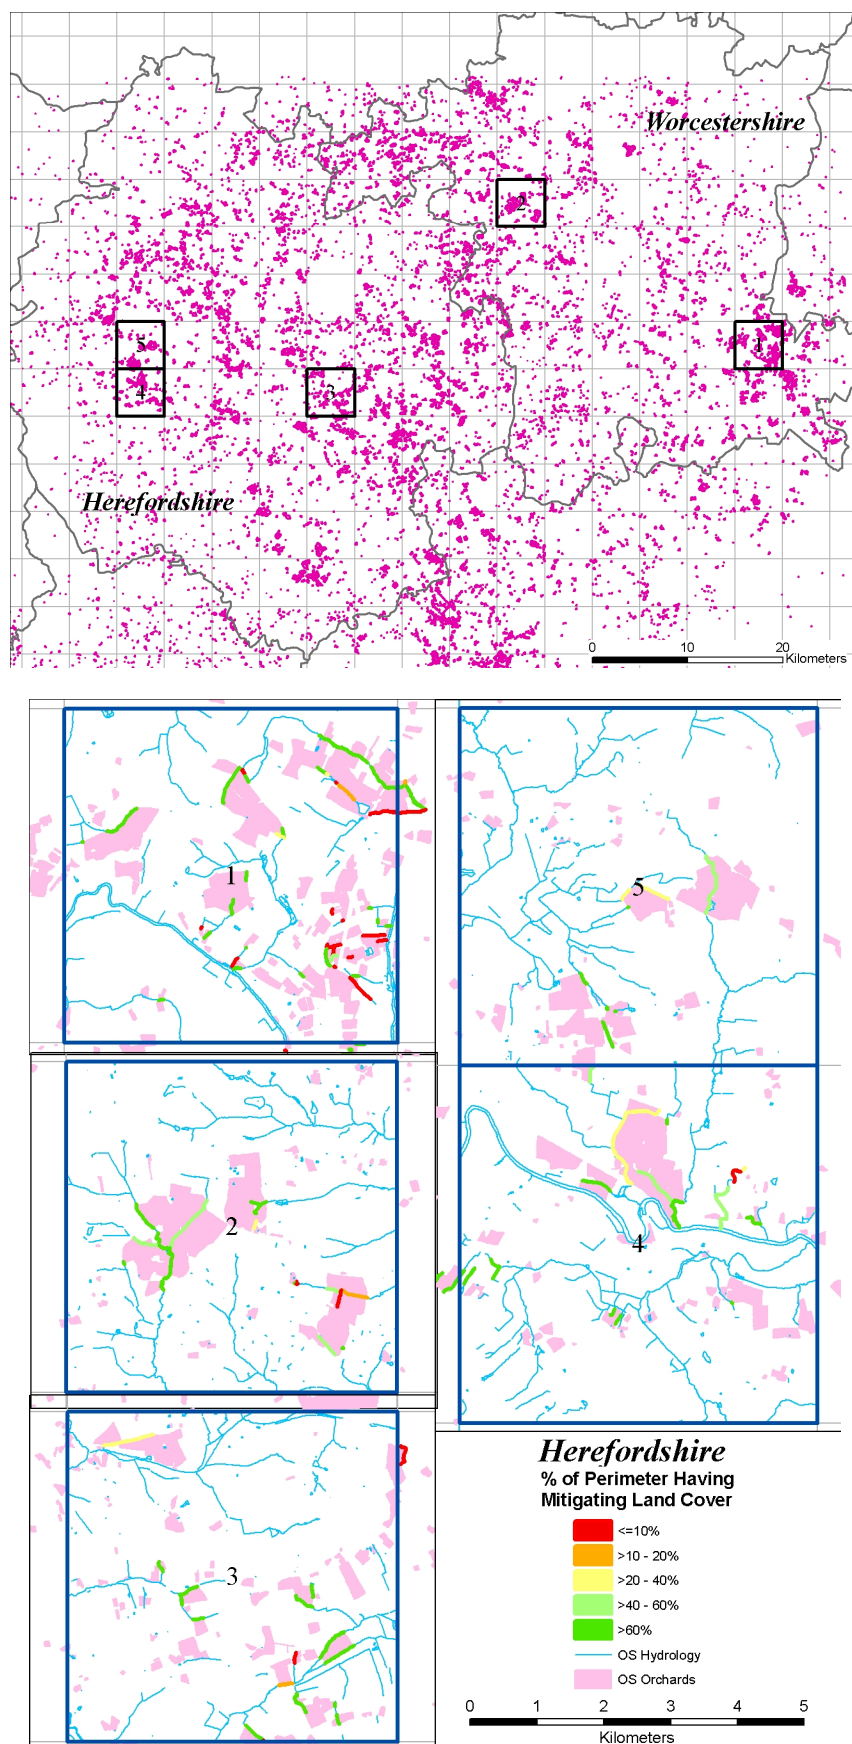 Worcestershire
2
5
1
4
3
Herefordshire
0 10 20
Kilometers
1
5
2
4
3
Herefordshire
% of Perimeter Having
Mitigating Land Cover
<=10%
>10 - 20%
>20 - 40%
>40 - 60%
>60%
OS Hydrology
OS Orchards
0 1 2 3 4 5
Kilometers